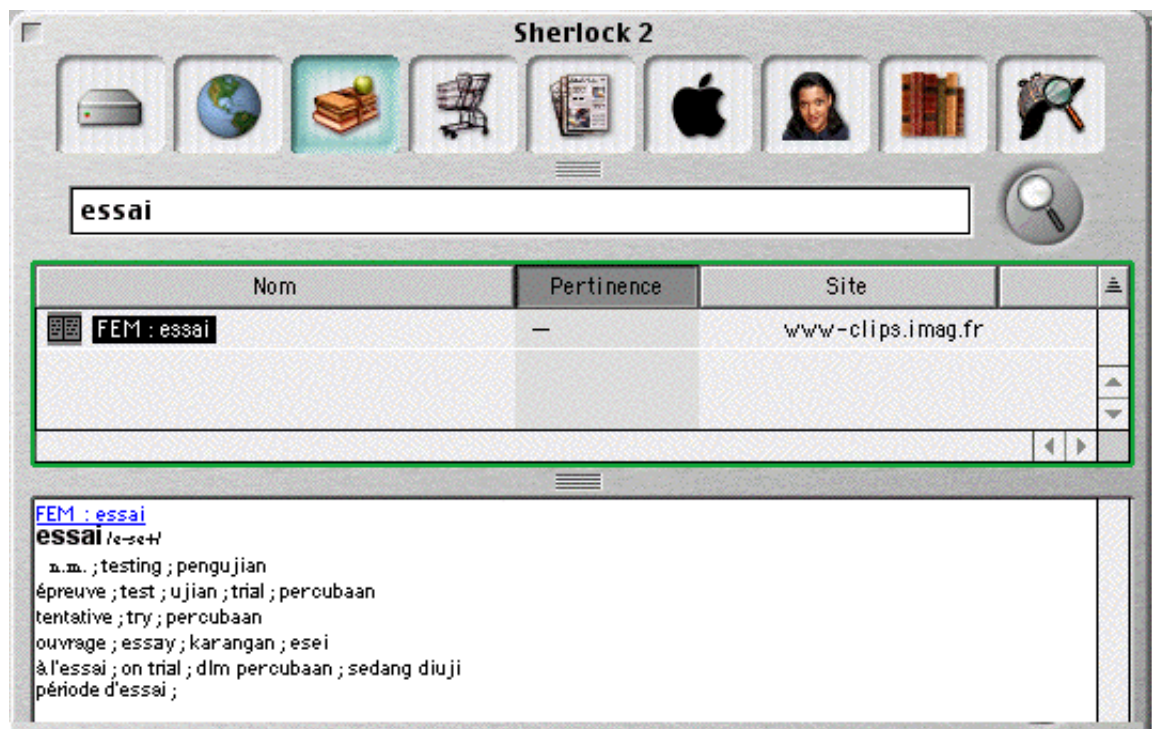 Sherlock 2
essai
Nom Pertinence Site
FEM : essai — www-clips.imag.fr
FEM : essai
essai /e-se+/
n.m. ; testing ; pengujian
épreuve ; test ; ujian ; trial ; percubaan
tentative ; try ; percubaan
ouvrage ; essay ; karangan ; esei
à l'essai ; on trial ; dlm percubaan ; sedang diuji
période d'essai ;